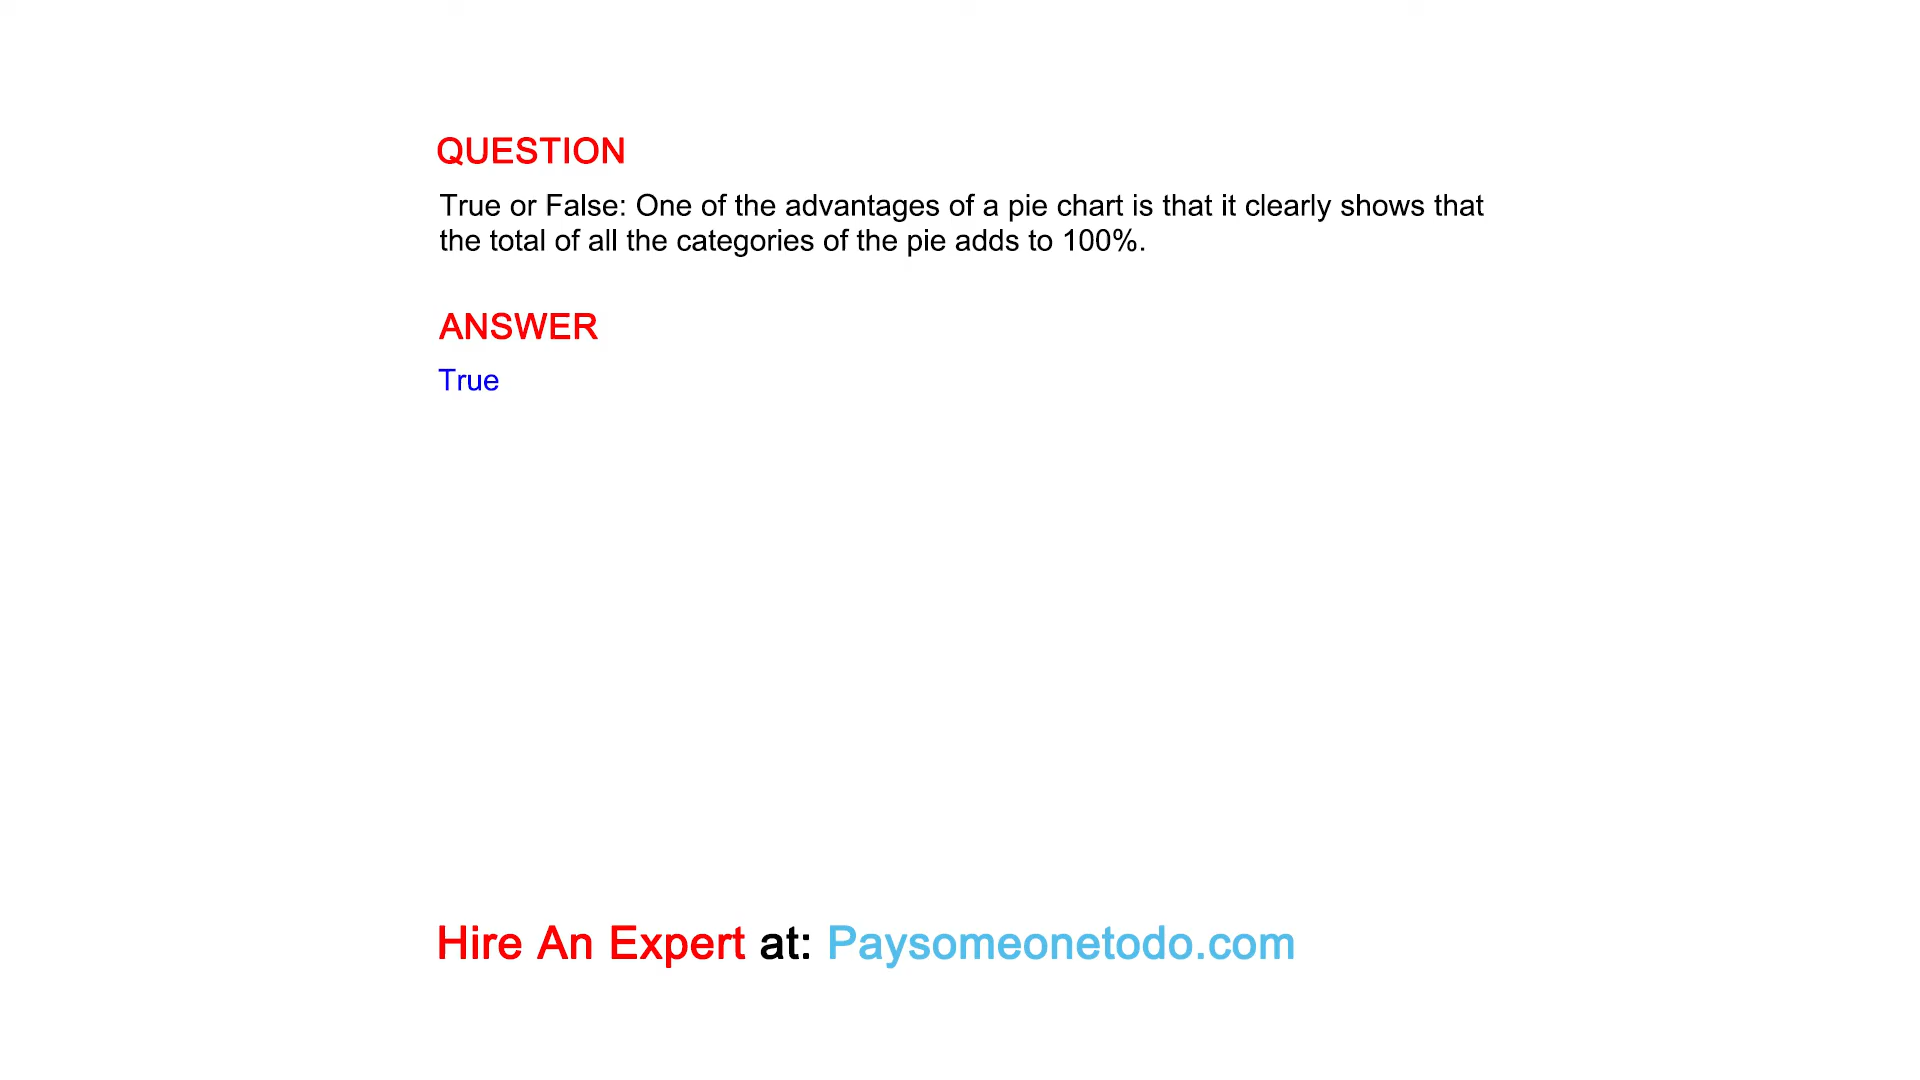 QUESTION
True or False: One of the advantages of a pie chart is that it clearly shows that
the total of all the categories of the pie adds to 100%.
ANSWER
True
Hire An Expert at: Paysomeonetodo.com